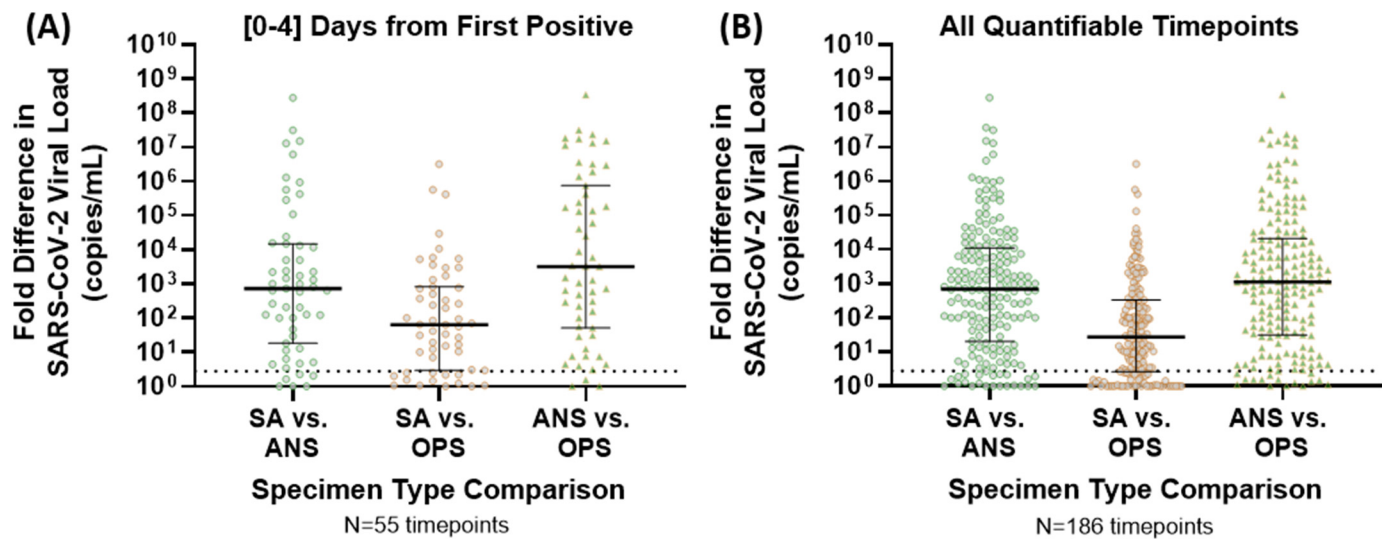 (A)
[0-4] Days from First Positive
Fold Difference in
SARS-CoV-2 Viral Load
(copies/mL)
10^10
10^9
10^8
10^7
10^6
10^5
10^4
10^3
10^2
10^1
10^0
SA vs.
ANS
SA vs.
OPS
ANS vs.
OPS
Specimen Type Comparison
N=55 timepoints
(B)
All Quantifiable Timepoints
Fold Difference in
SARS-CoV-2 Viral Load
(copies/mL)
10^10
10^9
10^8
10^7
10^6
10^5
10^4
10^3
10^2
10^1
10^0
SA vs.
ANS
SA vs.
OPS
ANS vs.
OPS
Specimen Type Comparison
N=186 timepoints